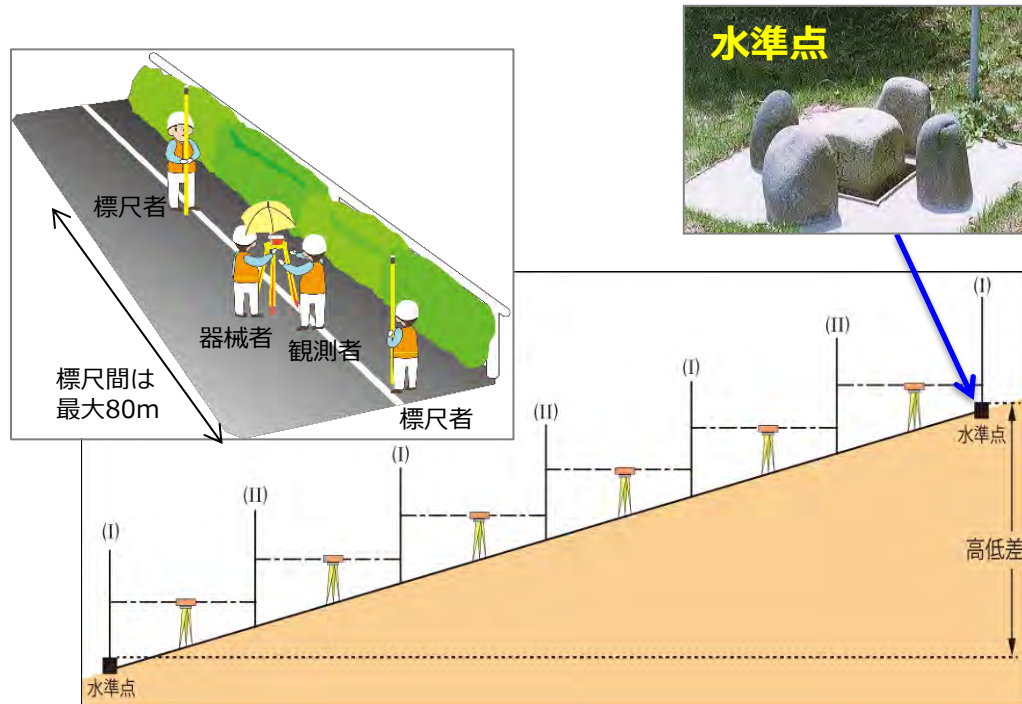 水準点
標尺者
器械者
観測者
標尺者
標尺間は
最大80m
(I)
(II)
(I)
(II)
(I)
(II)
(I)
水準点
高低差
水準点